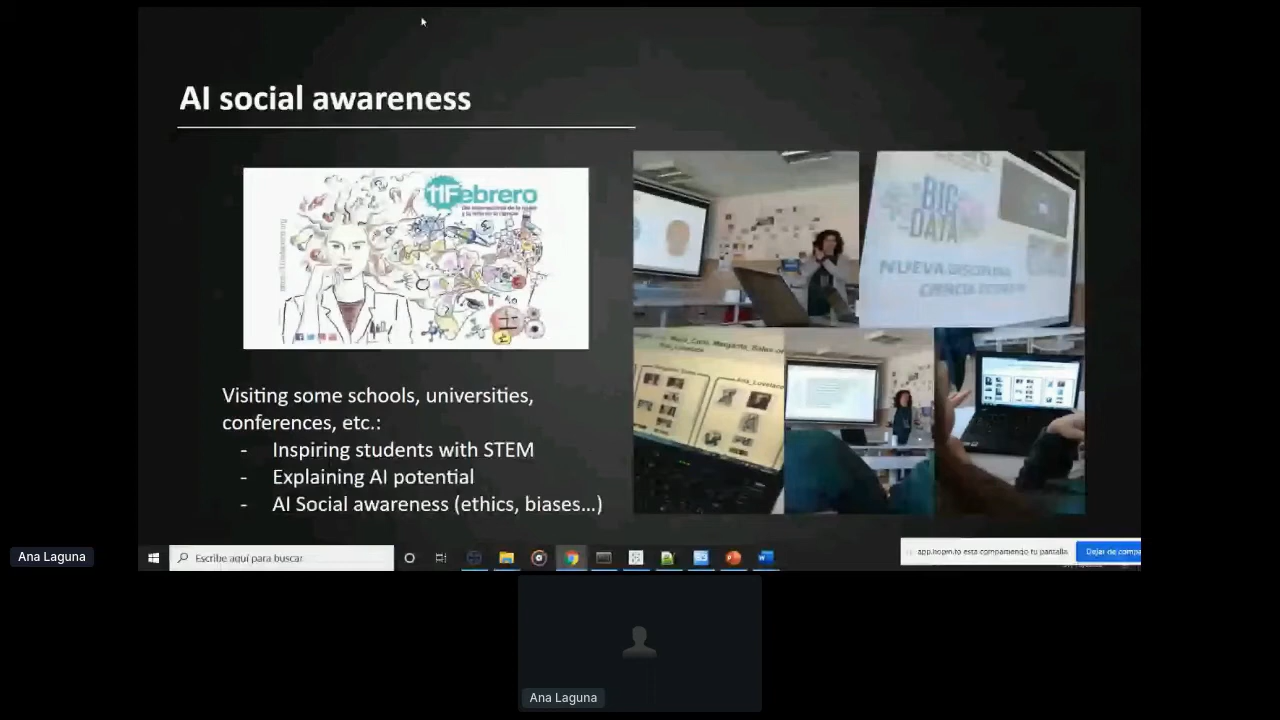 AI social awareness
11Febrero
BIG
DATA
NUEVA DISCIPLINA
Visiting some schools, universities,
conferences, etc.:
- Inspiring students with STEM
- Explaining AI potential
- AI Social awareness (ethics, biases...)
Ana Laguna
Escribe aquí para buscar
app.hopin.to está compartiendo tu pantalla.
Dejar de compa
Ana Laguna